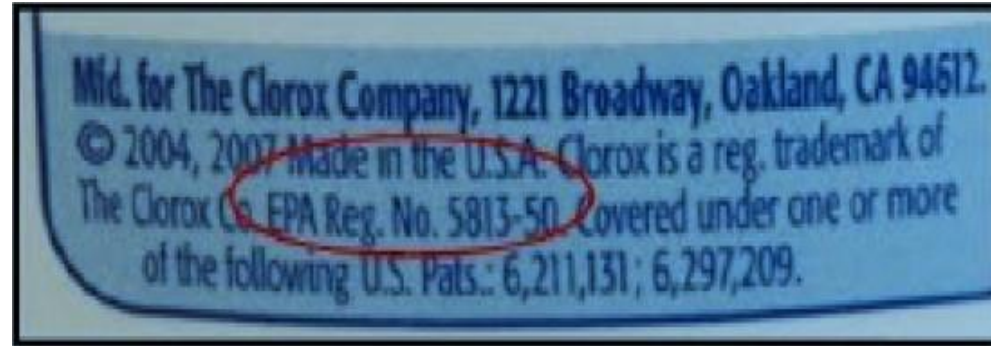 Mfd. for The Clorox Company, 1221 Broadway, Oakland, CA 94612.
© 2004, 2007 Made in the U.S.A. Clorox is a reg. trademark of
The Clorox Co. EPA Reg. No. 5813-50. Covered under one or more
of the following U.S. Pats.: 6,211,131; 6,297,209.